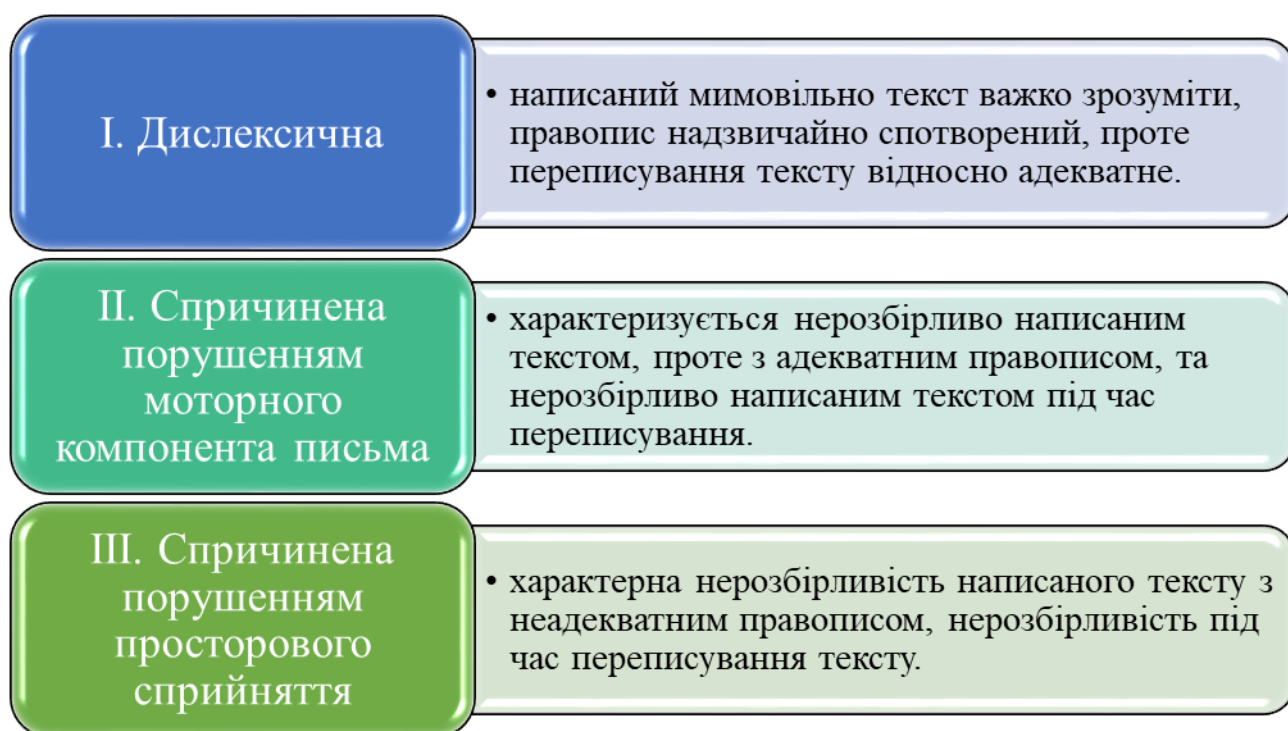 І. Дислексична
• написаний мимовільно текст важко зрозуміти,
правопис надзвичайно спотворений, проте
переписування тексту відносно адекватне.
ІІ. Спричинена
порушенням
моторного
компонента письма
• характеризується нерозбірливо написаним
текстом, проте з адекватним правописом, та
нерозбірливо написаним текстом під час
переписування.
ІІІ. Спричинена
порушенням
просторового
сприйняття
• характерна нерозбірливість написаного тексту з
неадекватним правописом, нерозбірливість під
час переписування тексту.